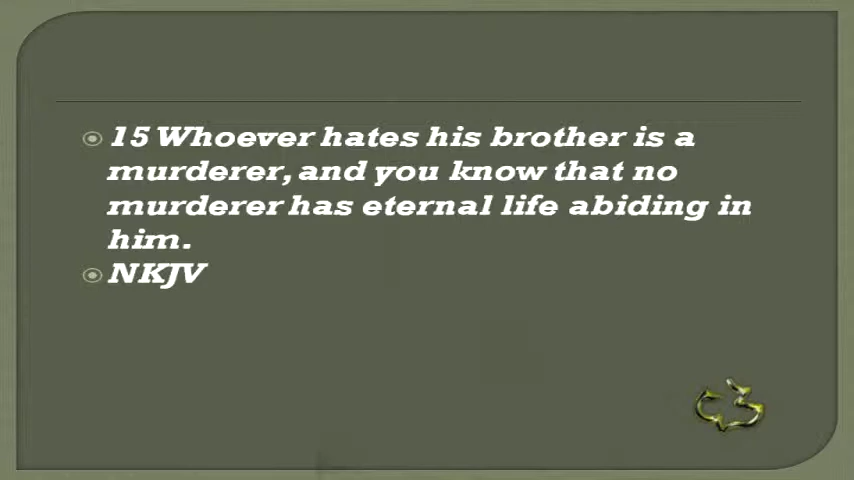 15 Whoever hates his brother is a
murderer, and you know that no
murderer has eternal life abiding in
him.
NKJV
C3